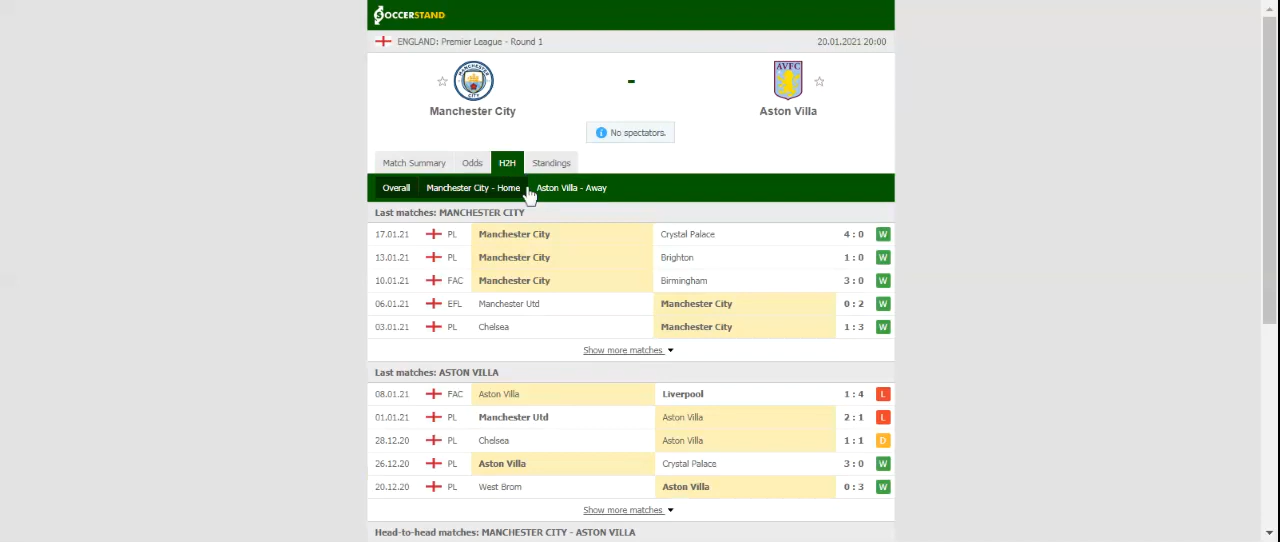 SOCCERSTAND
ENGLAND: Premier League - Round 1 20.01.2021 20:00
AVFC
MANCHESTER CITY
-
Manchester City Aston Villa
No spectators.
Match Summary Odds H2H Standings
Overall Manchester City - Home Aston Villa - Away
Last matches: MANCHESTER CITY
17.01.21 PL Manchester City Crystal Palace 4 : 0 W
13.01.21 PL Manchester City Brighton 1 : 0 W
10.01.21 FAC Manchester City Birmingham 3 : 0 W
06.01.21 EFL Manchester Utd Manchester City 0 : 2 W
03.01.21 PL Chelsea Manchester City 1 : 3 W
Show more matches
Last matches: ASTON VILLA
08.01.21 FAC Aston Villa Liverpool 1 : 4 L
01.01.21 PL Manchester Utd Aston Villa 2 : 1 L
28.12.20 PL Chelsea Aston Villa 1 : 1 D
26.12.20 PL Aston Villa Crystal Palace 3 : 0 W
20.12.20 PL West Brom Aston Villa 0 : 3 W
Show more matches
Head-to-head matches: MANCHESTER CITY - ASTON VILLA